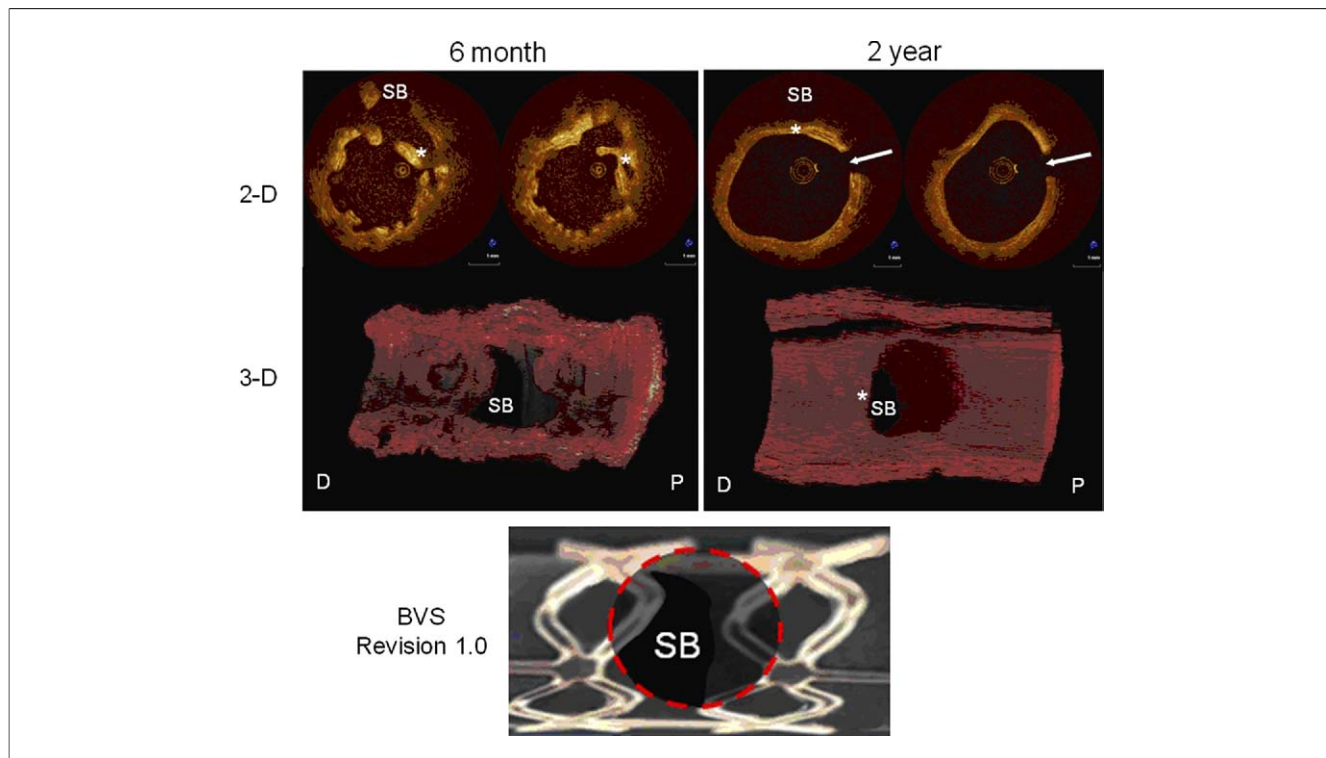 6 month
2 year
SB
*
*
SB
*
2-D
1 mm
1 mm
1 mm
1 mm
3-D
SB
*
SB
D
P
D
P
BVS
Revision 1.0
SB